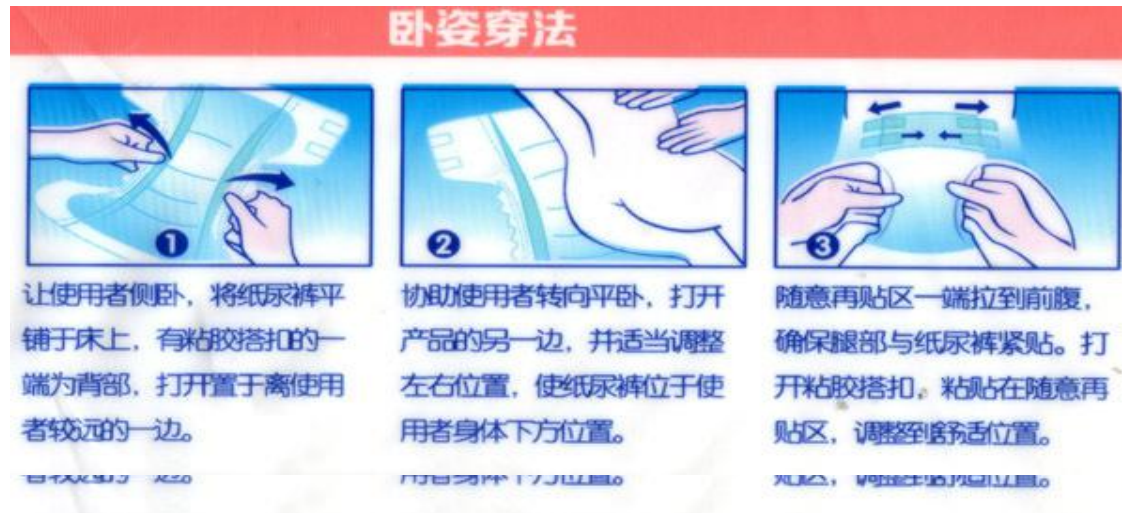 卧姿穿法
①
让使用者侧卧，将纸尿裤平
铺于床上，有粘胶搭扣的一
端为背部，打开置于离使用
者较远的一边。
②
协助使用者转向平卧，打开
产品的另一边，并适当调整
左右位置，使纸尿裤位于使
用者身体下方位置。
③
随意再贴区一端拉到前腹，
确保腿部与纸尿裤紧贴。打
开粘胶搭扣，粘贴在随意再
贴区，调整到舒适位置。